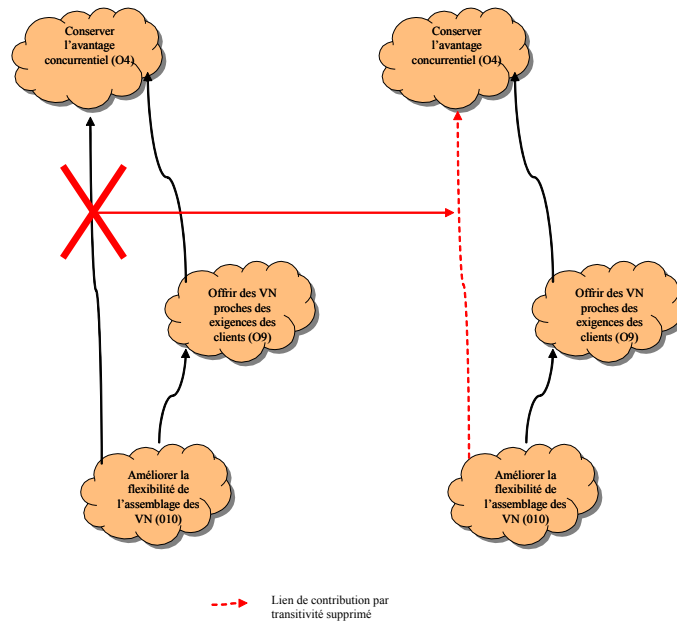 Conserver
l'avantage
concurrentiel (O4)
Conserver
l'avantage
concurrentiel (O4)
Offrir des VN
proches des
exigences des
clients (O9)
Offrir des VN
proches des
exigences des
clients (O9)
Améliorer la
flexibilité de
l'assemblage des
VN (010)
Améliorer la
flexibilité de
l'assemblage des
VN (010)
Lien de contribution par
transitivité supprimé